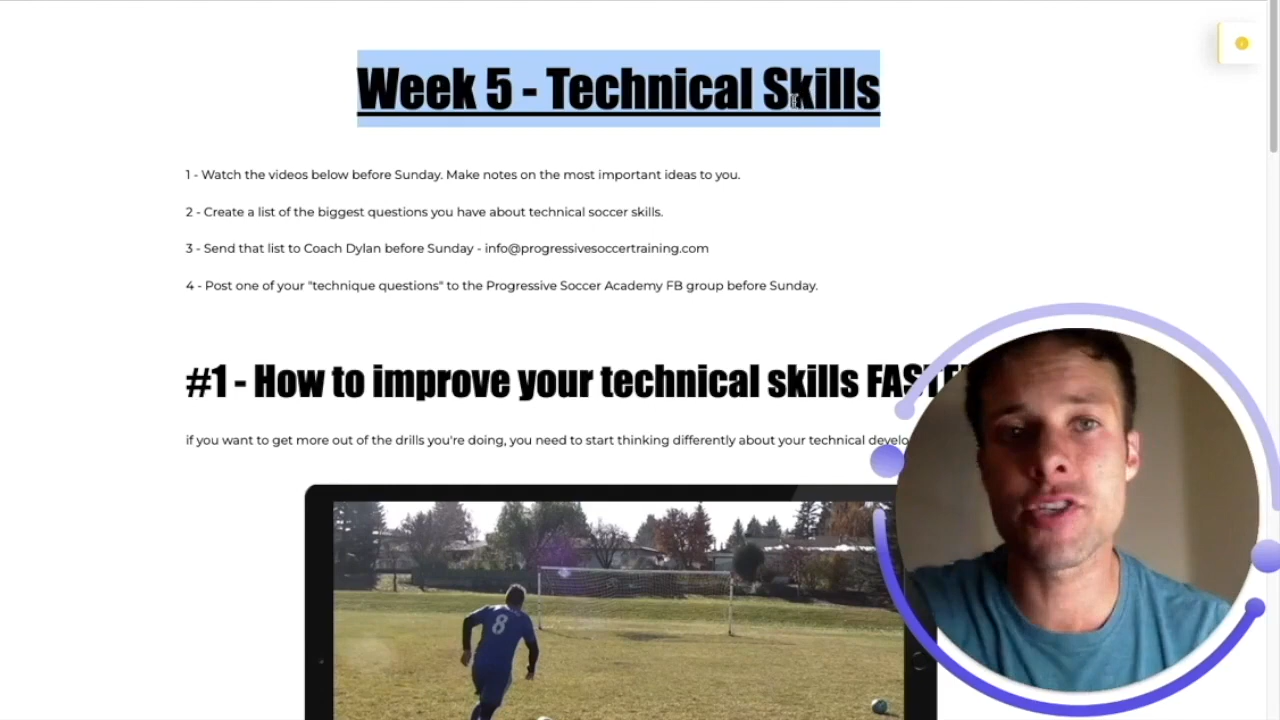 Week 5 - Technical Skills
1 - Watch the videos below before Sunday. Make notes on the most important ideas to you.
2 - Create a list of the biggest questions you have about technical soccer skills.
3 - Send that list to Coach Dylan before Sunday - info@progressivesoccertraining.com
4 - Post one of your "technique questions" to the Progressive Soccer Academy FB group before Sunday.
#1 - How to improve your technical skills
if you want to get more out of the drills you're doing, you need to start thinking differently about your technical
8